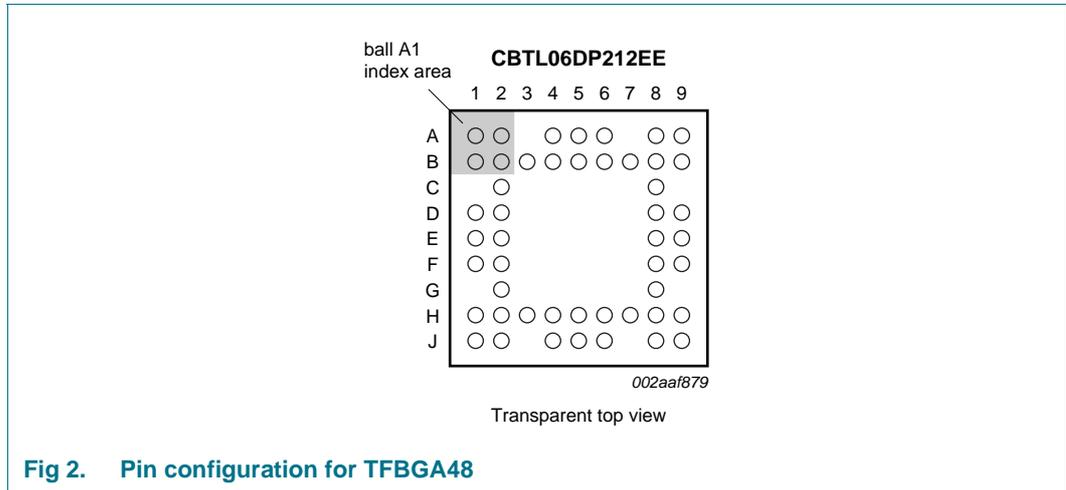 ball A1
index area
CBTL06DP212EE
1 2 3 4 5 6 7 8 9
A
B
C
D
E
F
G
H
J
002aaf879
Transparent top view
Fig 2. Pin configuration for TFBGA48